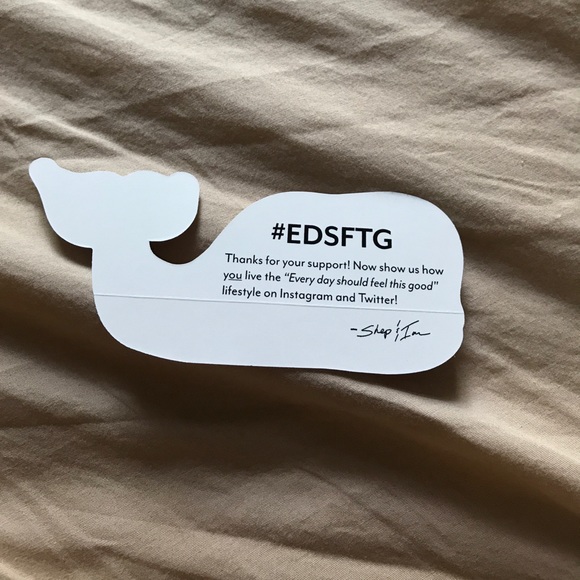 #EDSFTG
Thanks for your support! Now show us how
you live the "Every day should feel this good"
lifestyle on Instagram and Twitter!
-Shep & Ian